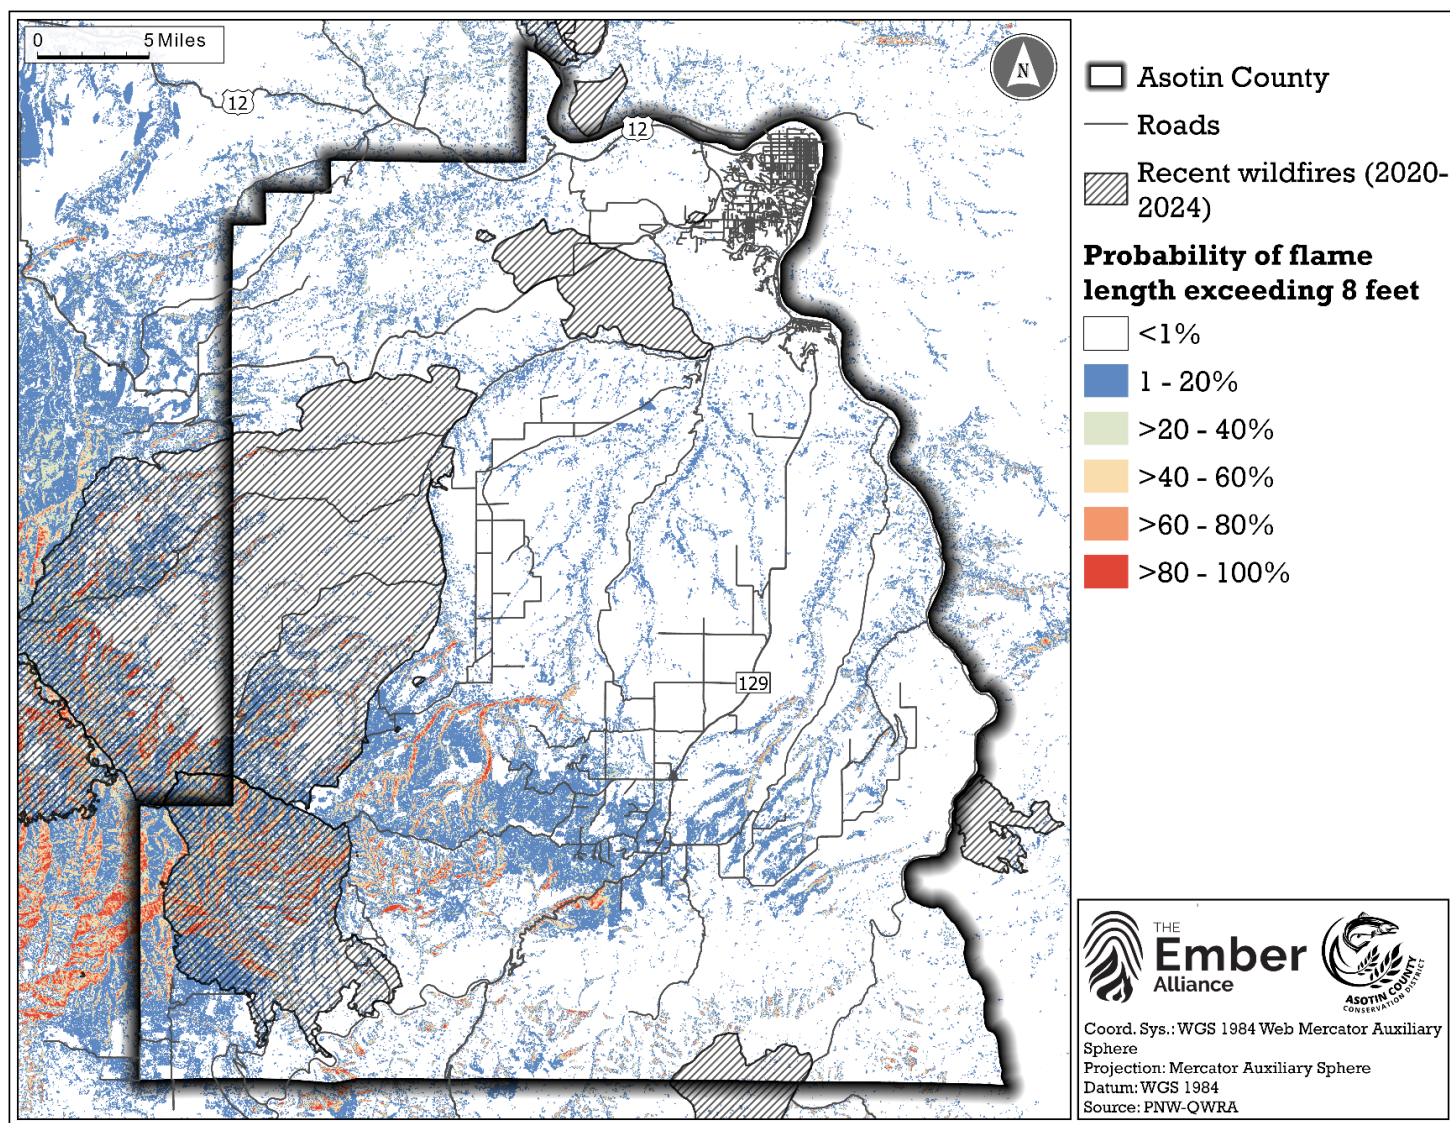 0 5 Miles
12
12
N
129
Asotin County
Roads
Recent wildfires (2020-
2024)
Probability of flame
length exceeding 8 feet
<1%
1 - 20%
>20 - 40%
>40 - 60%
>60 - 80%
>80 - 100%
THE
Ember
Alliance
ASOTIN COUNTY
CONSERVATION DISTRICT
Coord. Sys.: WGS 1984 Web Mercator Auxiliary
Sphere
Projection: Mercator Auxiliary Sphere
Datum: WGS 1984
Source: PNW-QWRA